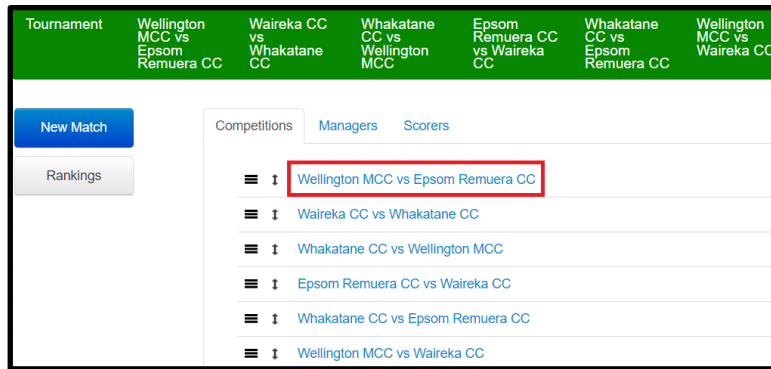 Tournament
Wellington
MCC vs
Epsom
Remuera CC
Waireka CC
vs
Whakatane
CC
Whakatane
CC vs
Wellington
MCC
Epsom
Remuera CC
vs Waireka
CC
Whakatane
CC vs
Epsom
Remuera CC
Wellington
MCC vs
Waireka CC
New Match
Rankings
Competitions Managers Scorers
Wellington MCC vs Epsom Remuera CC
Waireka CC vs Whakatane CC
Whakatane CC vs Wellington MCC
Epsom Remuera CC vs Waireka CC
Whakatane CC vs Epsom Remuera CC
Wellington MCC vs Waireka CC